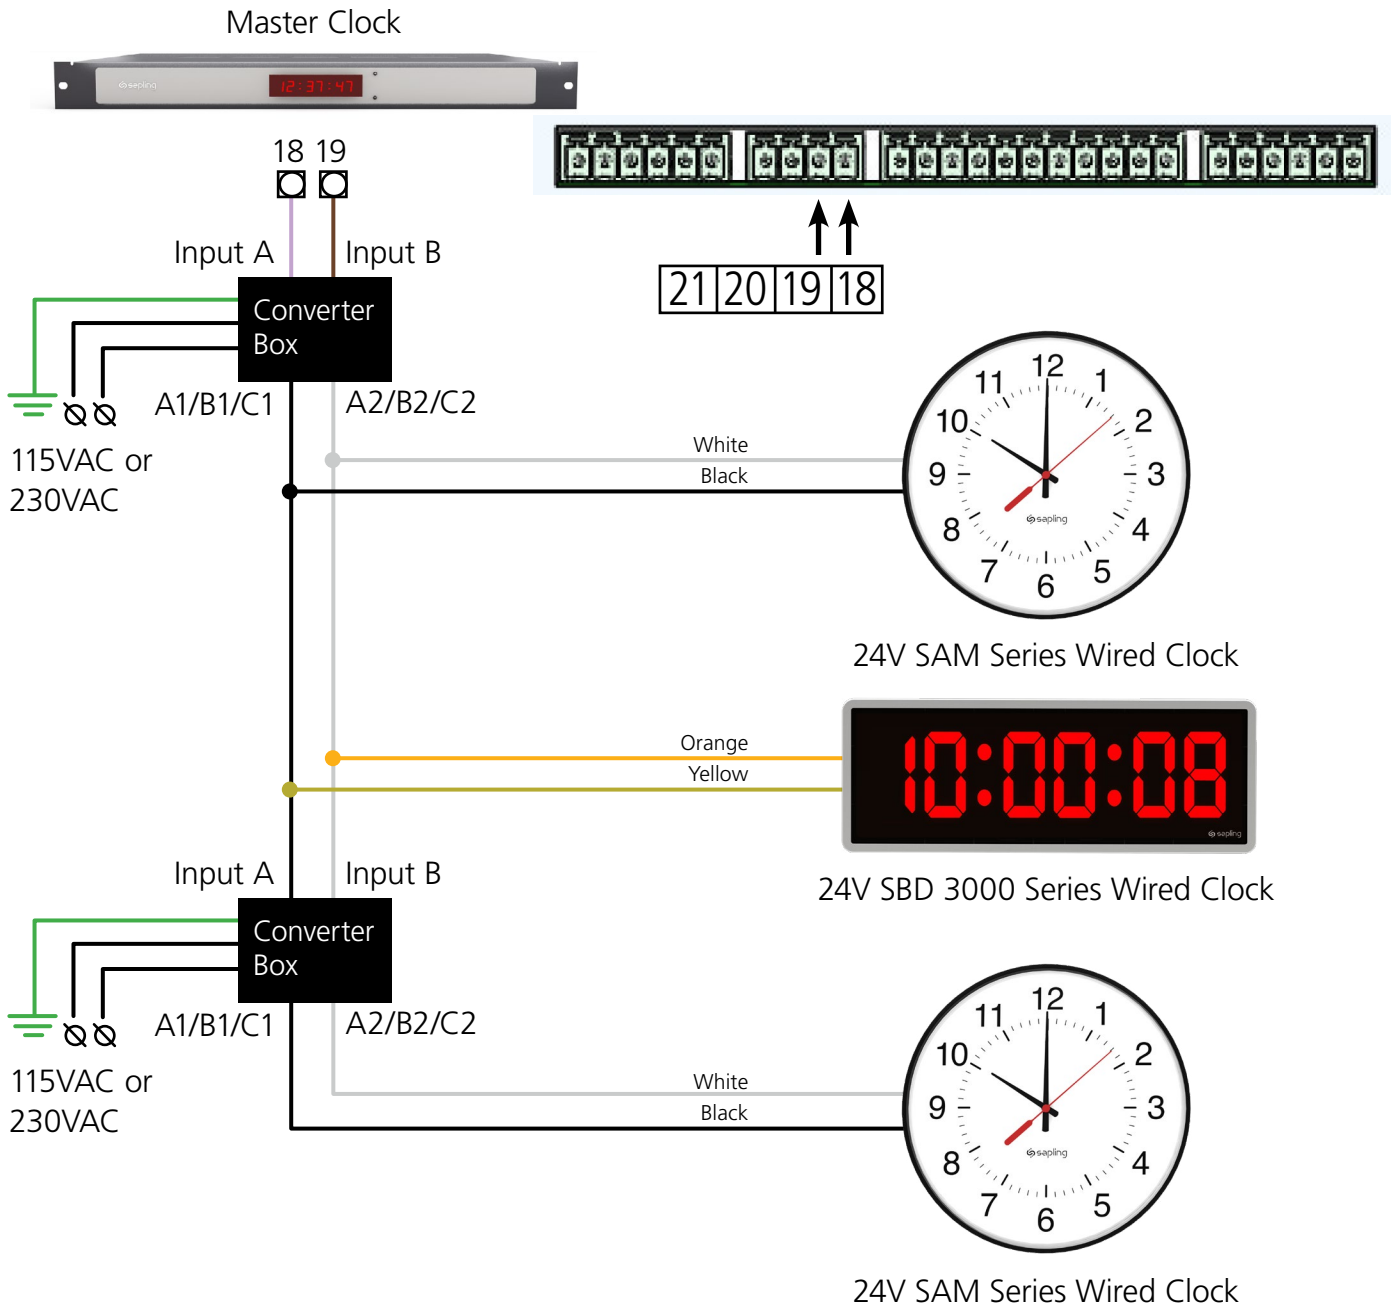 Master Clock
sapling
12:37:47
18 19
21 20 19 18
Input A
Input B
Converter
Box
A1/B1/C1
A2/B2/C2
115VAC or
230VAC
White
Black
12
1
2
3
4
5
6
7
8
9
10
11
sapling
24V SAM Series Wired Clock
Orange
Yellow
10:00:08
sapling
24V SBD 3000 Series Wired Clock
Input A
Input B
Converter
Box
A1/B1/C1
A2/B2/C2
115VAC or
230VAC
White
Black
12
1
2
3
4
5
6
7
8
9
10
11
sapling
24V SAM Series Wired Clock